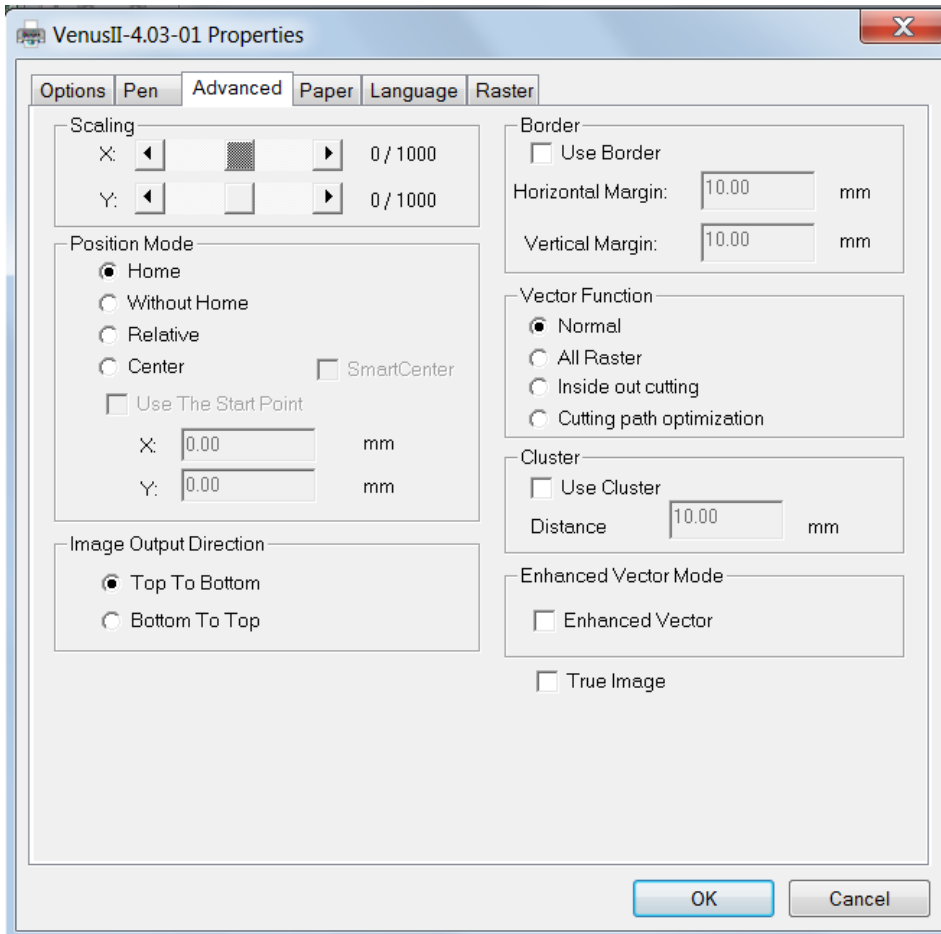 VenusII-4.03-01 Properties
Options Pen Advanced Paper Language Raster
Scaling
X: 0 / 1000
Y: 0 / 1000
Position Mode
Home
Without Home
Relative
Center SmartCenter
Use The Start Point
X: 0.00 mm
Y: 0.00 mm
Image Output Direction
Top To Bottom
Bottom To Top
Border
Use Border
Horizontal Margin: 10.00 mm
Vertical Margin: 10.00 mm
Vector Function
Normal
All Raster
Inside out cutting
Cutting path optimization
Cluster
Use Cluster
Distance 10.00 mm
Enhanced Vector Mode
Enhanced Vector
True Image
OK Cancel